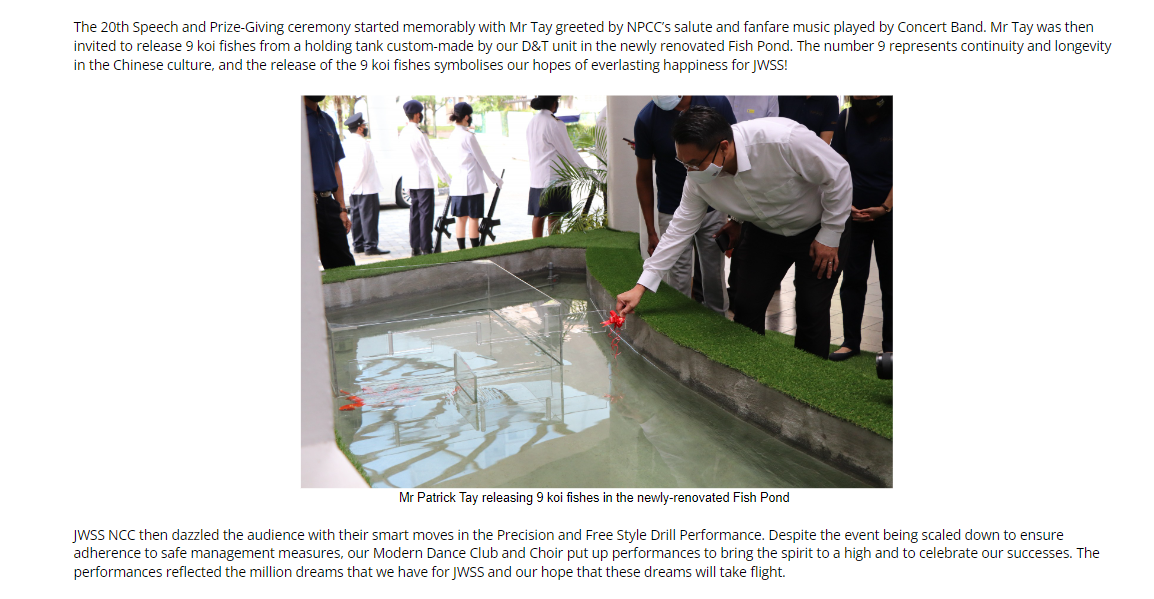 The 20th Speech and Prize-Giving ceremony started memorably with Mr Tay greeted by NPCC’s salute and fanfare music played by Concert Band. Mr Tay was then
invited to release 9 koi fishes from a holding tank custom-made by our D&T unit in the newly renovated Fish Pond. The number 9 represents continuity and longevity
in the Chinese culture, and the release of the 9 koi fishes symbolises our hopes of everlasting happiness for JWSS!
Mr Patrick Tay releasing 9 koi fishes in the newly-renovated Fish Pond
JWSS NCC then dazzled the audience with their smart moves in the Precision and Free Style Drill Performance. Despite the event being scaled down to ensure
adherence to safe management measures, our Modern Dance Club and Choir put up performances to bring the spirit to a high and to celebrate our successes. The
performances reflected the million dreams that we have for JWSS and our hope that these dreams will take flight.